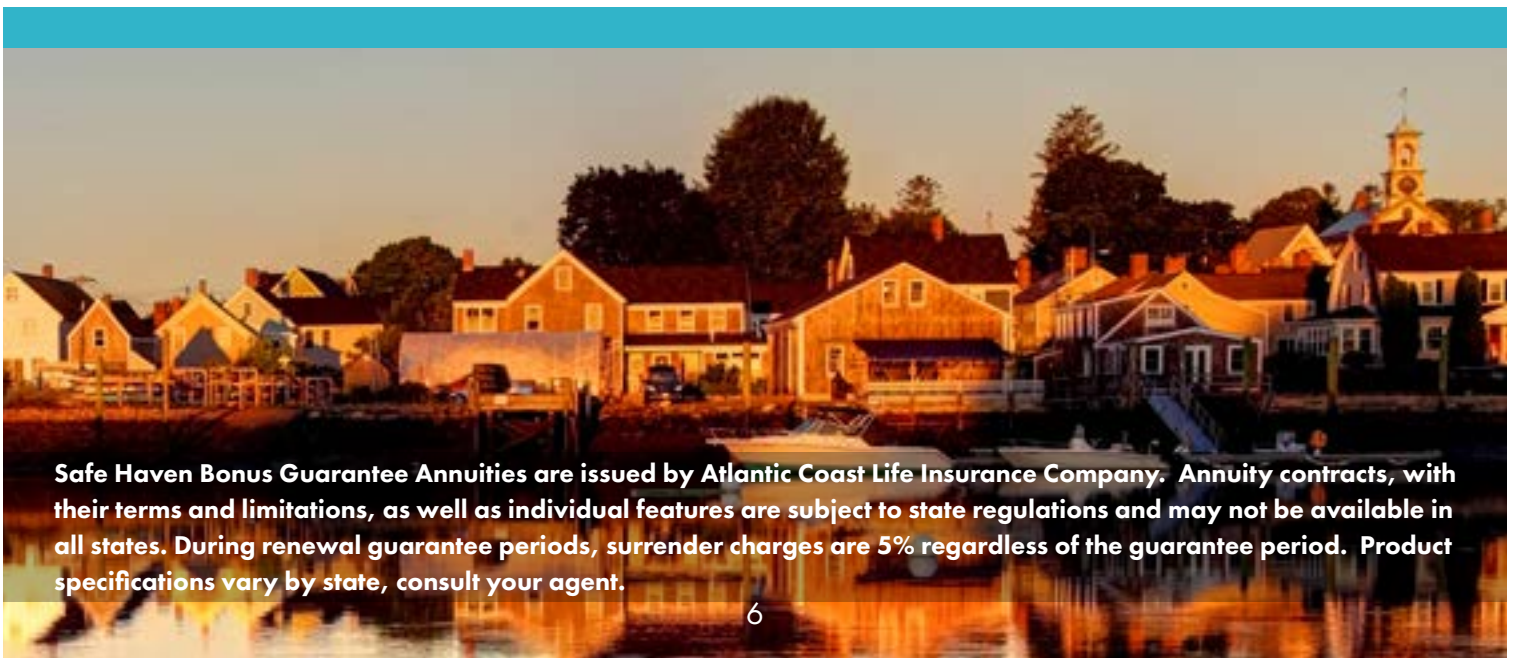 Safe Haven Bonus Guarantee Annuities are issued by Atlantic Coast Life Insurance Company.  Annuity contracts, with
their terms and limitations, as well as individual features are subject to state regulations and may not be available in
all states. During renewal guarantee periods, surrender charges are 5% regardless of the guarantee period.  Product
specifications vary by state, consult your agent.
6